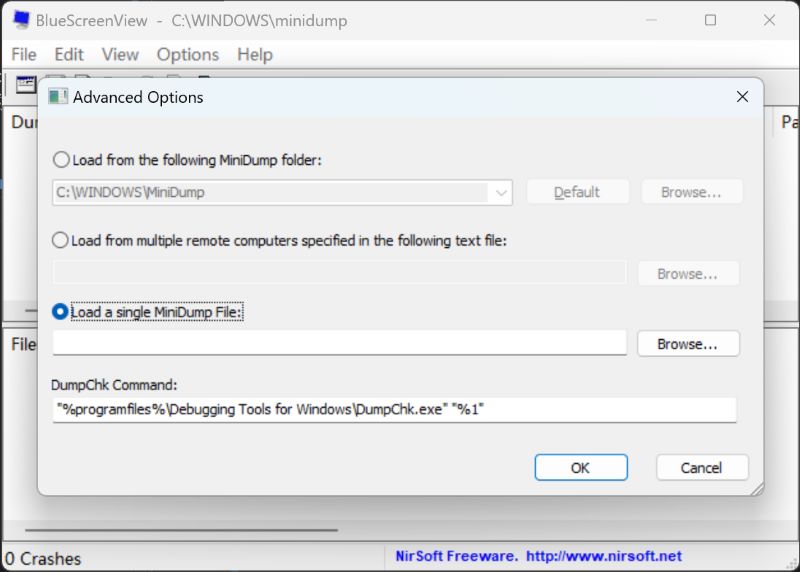 BlueScreenView - C:\WINDOWS\minidump
File Edit View Options Help
Advanced Options
Load from the following MiniDump folder:
C:\WINDOWS\MiniDump Default Browse...
Load from multiple remote computers specified in the following text file:
Browse...
Load a single MiniDump File:
Browse...
DumpChk Command:
"%programfiles%\Debugging Tools for Windows\DumpChk.exe" "%1"
OK Cancel
0 Crashes NirSoft Freeware. http://www.nirsoft.net